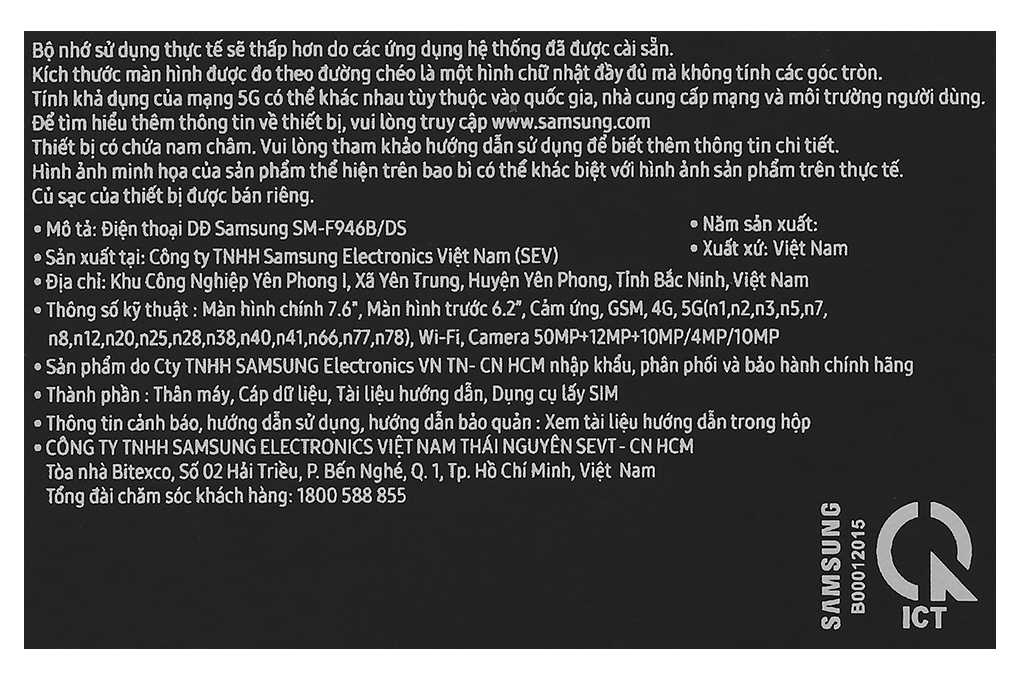 Bộ nhớ sử dụng thực tế sẽ thấp hơn do các ứng dụng hệ thống đã được cài sẵn.
Kích thước màn hình được đo theo đường chéo là một hình chữ nhật đầy đủ mà không tính các góc tròn.
Tính khả dụng của mạng 5G có thể khác nhau tùy thuộc vào quốc gia, nhà cung cấp mạng và môi trường người dùng.
Để tìm hiểu thêm thông tin về thiết bị, vui lòng truy cập www.samsung.com
Thiết bị có chứa nam châm. Vui lòng tham khảo hướng dẫn sử dụng để biết thêm thông tin chi tiết.
Hình ảnh minh họa của sản phẩm thể hiện trên bao bì có thể khác biệt với hình ảnh sản phẩm trên thực tế.
Củ sạc của thiết bị được bán riêng.
• Mô tả: Điện thoại DĐ Samsung SM-F946B/DS
• Năm sản xuất:
• Sản xuất tại: Công ty TNHH Samsung Electronics Việt Nam (SEV)
• Xuất xứ: Việt Nam
• Địa chỉ: Khu Công Nghiệp Yên Phong I, Xã Yên Trung, Huyện Yên Phong, Tỉnh Bắc Ninh, Việt Nam
• Thông số kỹ thuật : Màn hình chính 7.6", Màn hình trước 6.2", Cảm ứng, GSM, 4G, 5G(n1,n2,n3,n5,n7,
n8,n12,n20,n25,n28,n38,n40,n41,n66,n77,n78), Wi-Fi, Camera 50MP+12MP+10MP/4MP/10MP
• Sản phẩm do Cty TNHH SAMSUNG Electronics VN TN- CN HCM nhập khẩu, phân phối và bảo hành chính hãng
• Thành phần : Thân máy, Cáp dữ liệu, Tài liệu hướng dẫn, Dụng cụ lấy SIM
• Thông tin cảnh báo, hướng dẫn sử dụng, hướng dẫn bảo quản : Xem tài liệu hướng dẫn trong hộp
• CÔNG TY TNHH SAMSUNG ELECTRONICS VIỆT NAM THÁI NGUYÊN SEVT - CN HCM
Tòa nhà Bitexco, Số 02 Hải Triều, P. Bến Nghé, Q. 1, Tp. Hồ Chí Minh, Việt Nam
Tổng đài chăm sóc khách hàng: 1800 588 855
SAMSUNG
B00012015
ICT